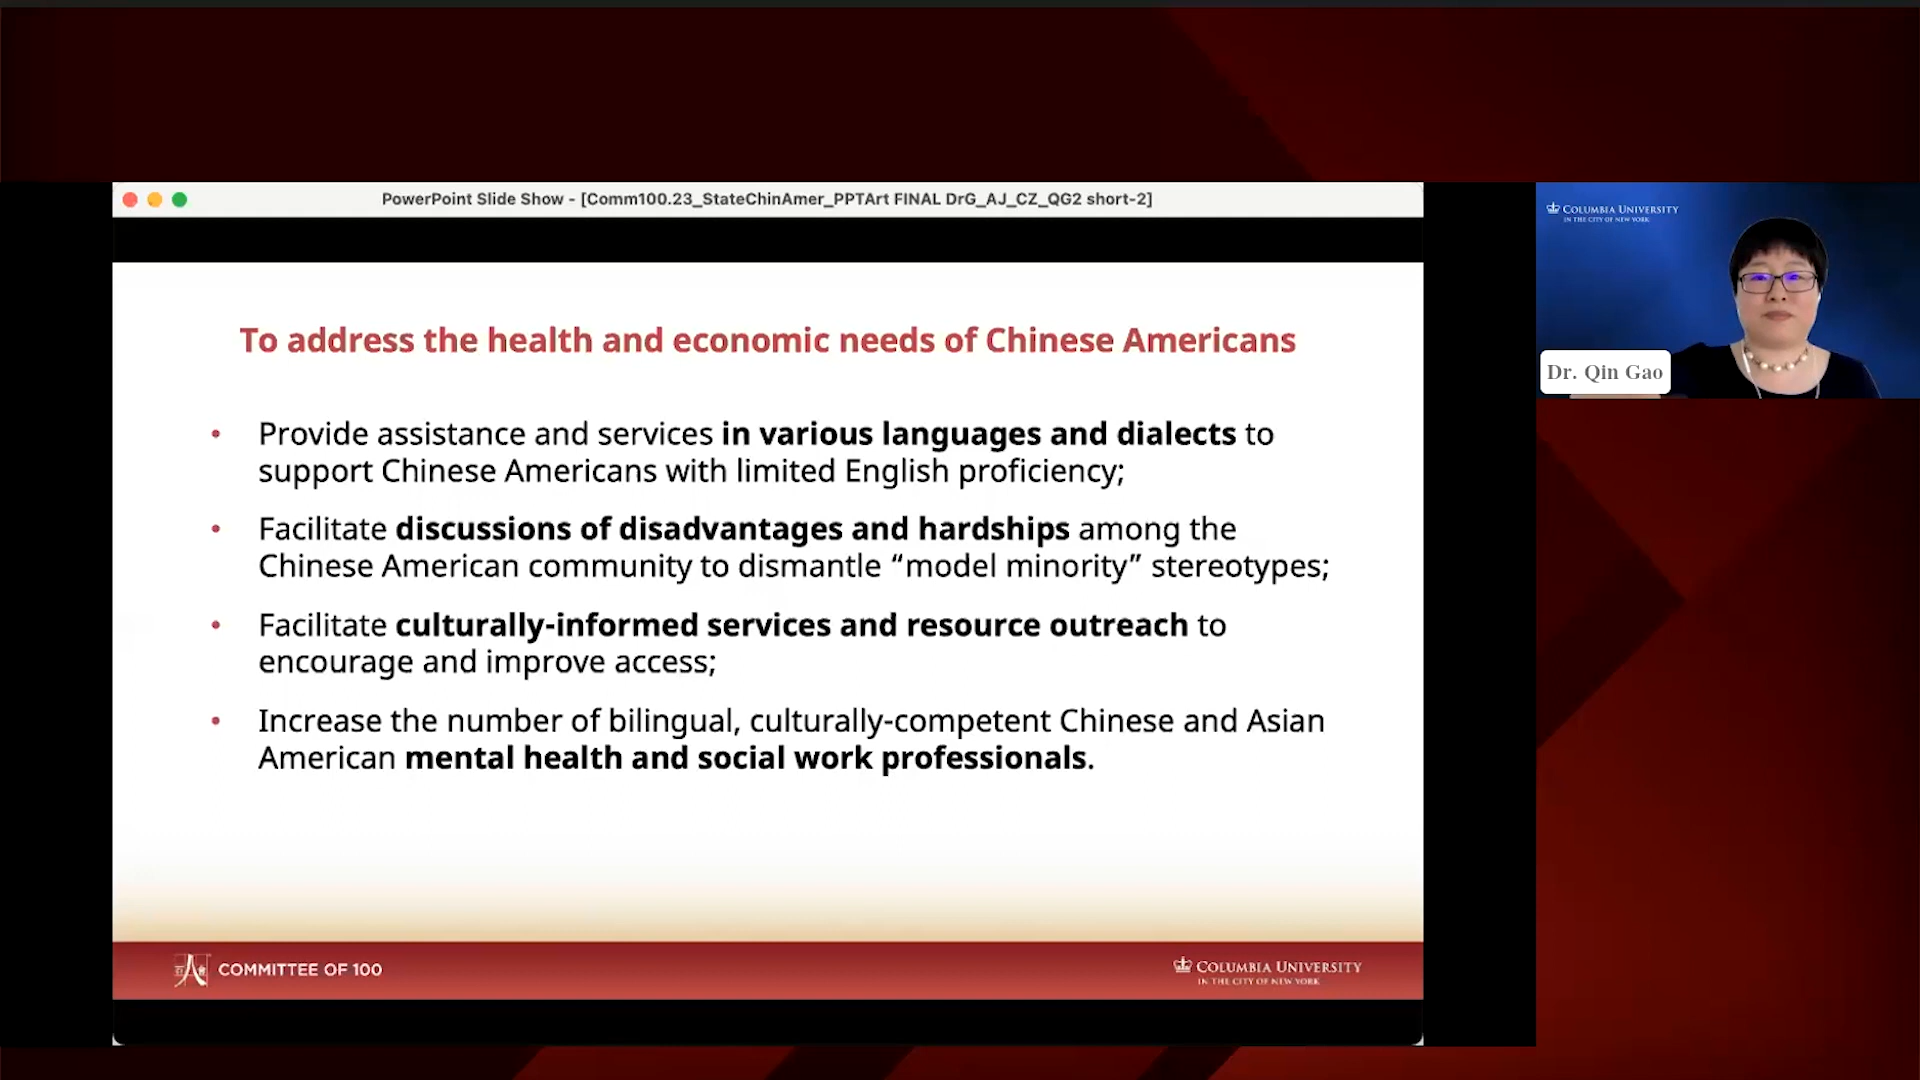 PowerPoint Slide Show - [Comm100.23_StateChinAmer_PPTArt FINAL DrG_AJ_CZ_QG2 short-2]
COLUMBIA UNIVERSITY
IN THE CITY OF NEW YORK
Dr. Qin Gao
To address the health and economic needs of Chinese Americans
• Provide assistance and services in various languages and dialects to
support Chinese Americans with limited English proficiency;
• Facilitate discussions of disadvantages and hardships among the
Chinese American community to dismantle “model minority” stereotypes;
• Facilitate culturally-informed services and resource outreach to
encourage and improve access;
• Increase the number of bilingual, culturally-competent Chinese and Asian
American mental health and social work professionals.
COMMITTEE OF 100
COLUMBIA UNIVERSITY
IN THE CITY OF NEW YORK